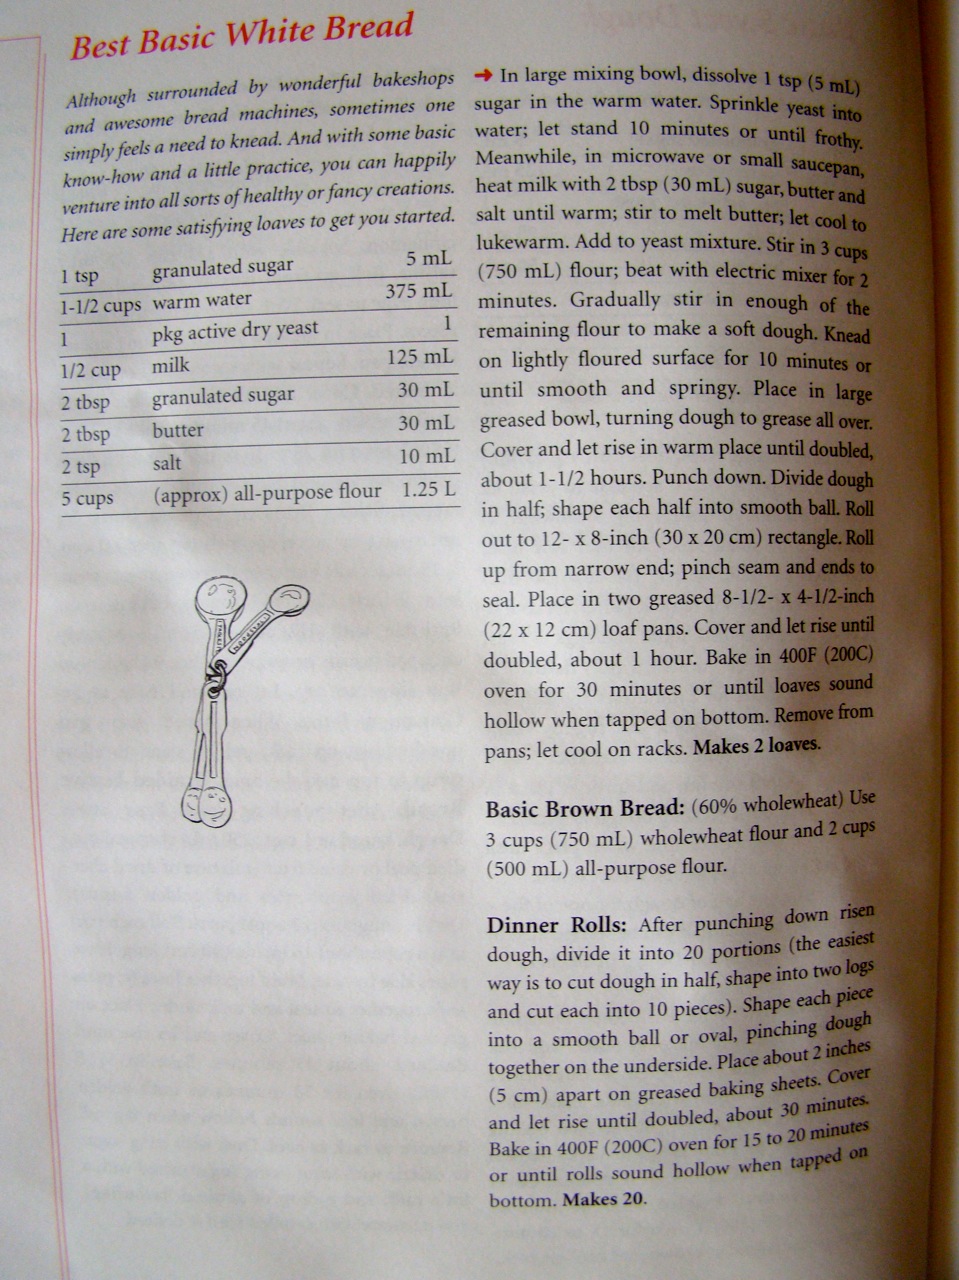 Best Basic White Bread
Although surrounded by wonderful bakeshops
and awesome bread machines, sometimes one
simply feels a need to knead. And with some basic
know-how and a little practice, you can happily
venture into all sorts of healthy or fancy creations.
Here are some satisfying loaves to get you started.
1 tsp granulated sugar 5 mL
1-1/2 cups warm water 375 mL
1 pkg active dry yeast 1
1/2 cup milk 125 mL
2 tbsp granulated sugar 30 mL
2 tbsp butter 30 mL
2 tsp salt 10 mL
5 cups (approx) all-purpose flour 1.25 L
➔ In large mixing bowl, dissolve 1 tsp (5 mL)
sugar in the warm water. Sprinkle yeast into
water; let stand 10 minutes or until frothy.
Meanwhile, in microwave or small saucepan,
heat milk with 2 tbsp (30 mL) sugar, butter and
salt until warm; stir to melt butter; let cool to
lukewarm. Add to yeast mixture. Stir in 3 cups
(750 mL) flour; beat with electric mixer for 2
minutes. Gradually stir in enough of the
remaining flour to make a soft dough. Knead
on lightly floured surface for 10 minutes or
until smooth and springy. Place in large
greased bowl, turning dough to grease all over.
Cover and let rise in warm place until doubled,
about 1-1/2 hours. Punch down. Divide dough
in half; shape each half into smooth ball. Roll
out to 12- x 8-inch (30 x 20 cm) rectangle. Roll
up from narrow end; pinch seam and ends to
seal. Place in two greased 8-1/2- x 4-1/2-inch
(22 x 12 cm) loaf pans. Cover and let rise until
doubled, about 1 hour. Bake in 400F (200C)
oven for 30 minutes or until loaves sound
hollow when tapped on bottom. Remove from
pans; let cool on racks. Makes 2 loaves.
Basic Brown Bread: (60% wholewheat) Use
3 cups (750 mL) wholewheat flour and 2 cups
(500 mL) all-purpose flour.
Dinner Rolls: After punching down risen
dough, divide it into 20 portions (the easiest
way is to cut dough in half, shape into two logs
and cut each into 10 pieces). Shape each piece
into a smooth ball or oval, pinching dough
together on the underside. Place about 2 inches
(5 cm) apart on greased baking sheets. Cover
and let rise until doubled, about 30 minutes.
Bake in 400F (200C) oven for 15 to 20 minutes
or until rolls sound hollow when tapped on
bottom. Makes 20.